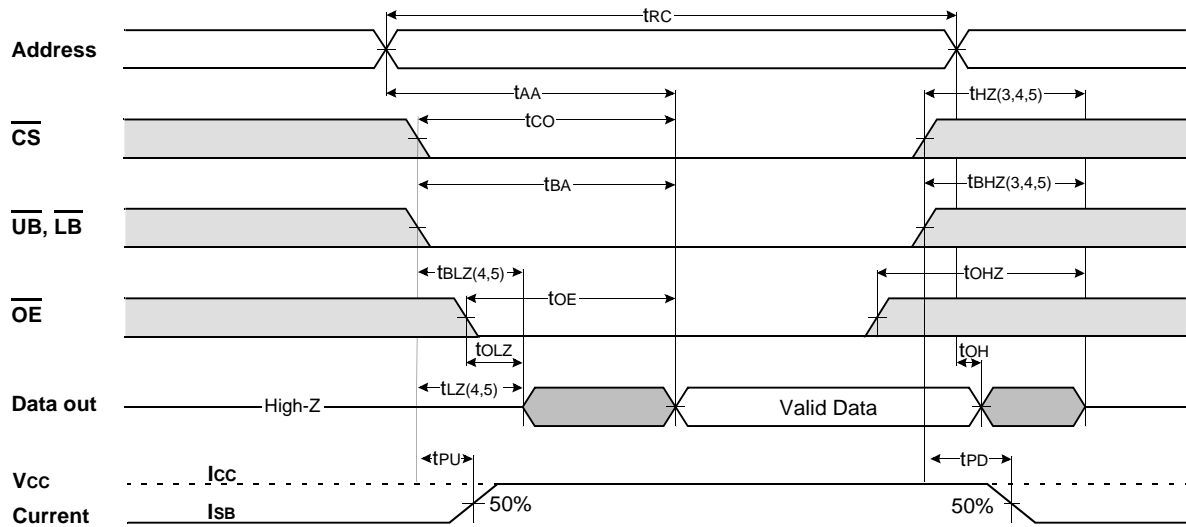 tRC
Address
tAA
tHZ(3,4,5)
CS
tCO
tBA
tBHZ(3,4,5)
UB, LB
tBLZ(4,5)
tOHZ
tOE
OE
tOLZ
tOH
tLZ(4,5)
Data out
High-Z
Valid Data
tPU
tPD
VCC
ICC
50%
50%
Current
ISB